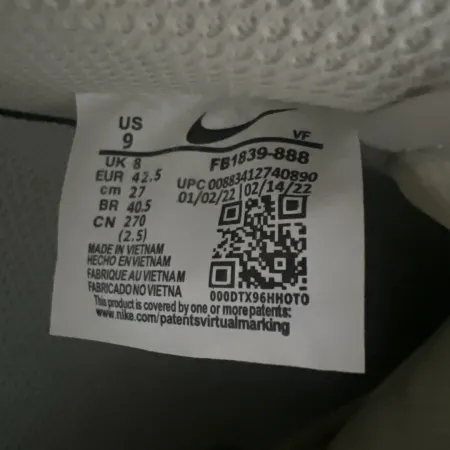 US
9
VF
UK 8
EUR 42.5
cm 27
BR 40.5
CN 270
(2.5)
FB1839-888
UPC 00883412740890
01/02/22 02/14/22
000DTX96HHOTO
MADE IN VIETNAM
HECHO EN VIETNAM
FABRIQUE AU VIETNAM
FABRICADO NO VIETNA
This product is covered by one or more patents:
www.nike.com/patentsvirtualmarking